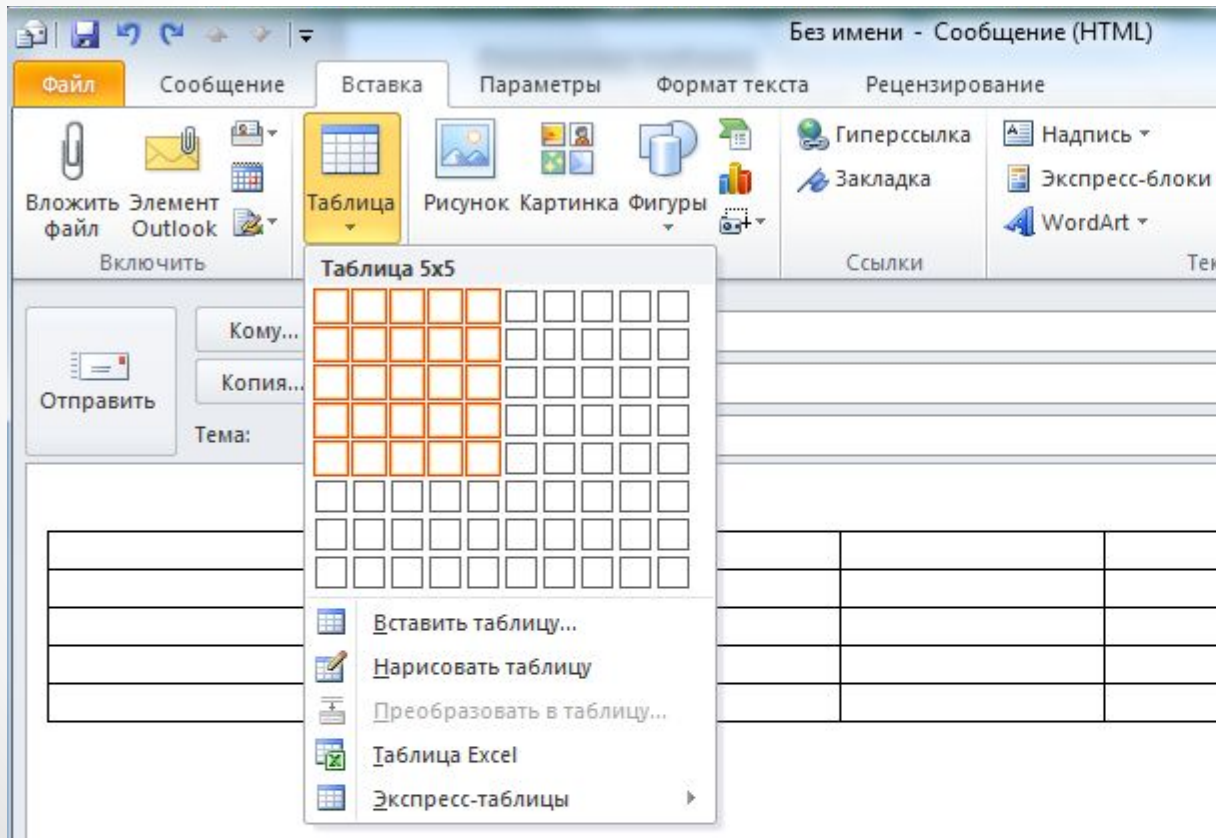 Без имени - Сообщение (HTML)
Файл Сообщение Вставка Параметры Формат текста Рецензирование
Вложить файл
Элемент Outlook
Таблица
Рисунок Картинка Фигуры
Гиперссылка
Закладка
Надпись
Экспресс-блоки
WordArt
Включить
Ссылки
Тек
Таблица 5x5
Отправить
Кому...
Копия...
Тема:
Вставить таблицу...
Нарисовать таблицу
Преобразовать в таблицу...
Таблица Excel
Экспресс-таблицы